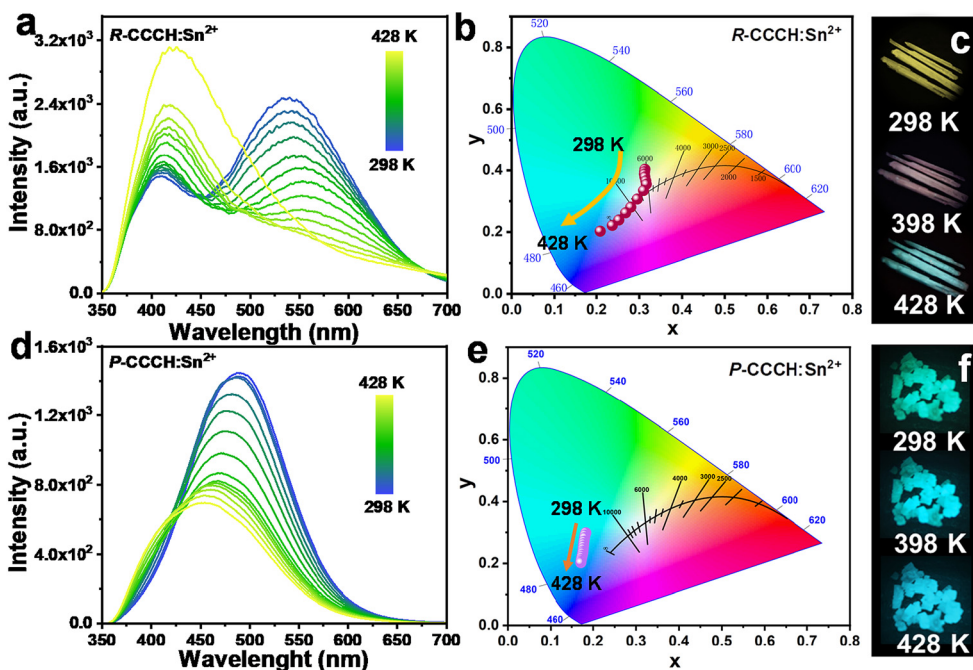 a
R-CCCH:Sn²⁺
428 K
298 K
3.2x10³
2.4x10³
1.6x10³
8.0x10²
0.0
Intensity (a.u.)
350 400 450 500 550 600 650 700
Wavelength (nm)
b
R-CCCH:Sn²⁺
0.8
0.6
0.4
0.2
0.0
y
0.0 0.1 0.2 0.3 0.4 0.5 0.6 0.7 0.8
x
520
540
560
580
600
620
500
480
460
298 K
428 K
6000
4000
3000
2500
2000
1500
c
298 K
398 K
428 K
d
P-CCCH:Sn²⁺
428 K
298 K
1.6x10³
1.2x10³
8.0x10²
4.0x10²
0.0
Intensity (a.u.)
350 400 450 500 550 600 650 700
Wavelenght (nm)
e
P-CCCH:Sn²⁺
0.8
0.6
0.4
0.2
0.0
y
0.0 0.1 0.2 0.3 0.4 0.5 0.6 0.7 0.8
x
520
540
560
580
600
620
500
480
460
298 K
428 K
10000
6000
4000
3000
2500
f
298 K
398 K
428 K